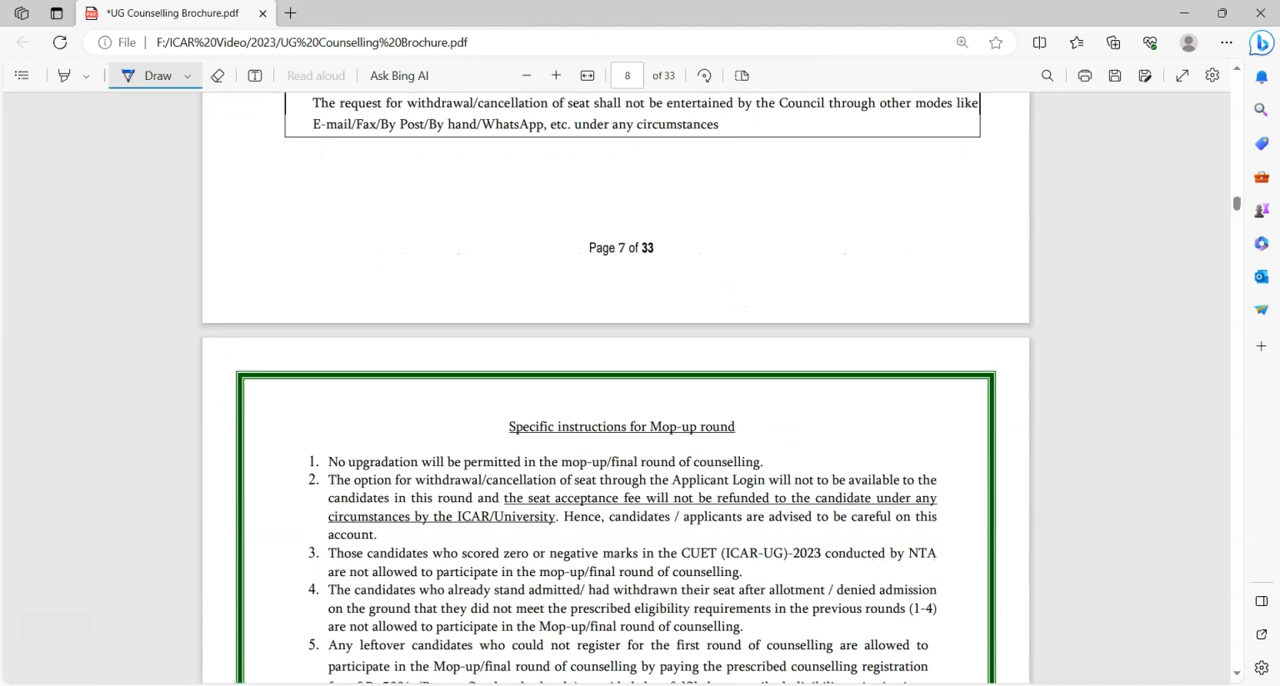 *UG Counselling Brochure.pdf
File
F:/ICAR%20Video/2023/UG%20Counselling%20Brochure.pdf
Draw
Read aloud
Ask Bing AI
8
of 33
The request for withdrawal/cancellation of seat shall not be entertained by the Council through other modes like
E-mail/Fax/By Post/By hand/WhatsApp, etc. under any circumstances
Page 7 of 33
Specific instructions for Mop-up round
1. No upgradation will be permitted in the mop-up/final round of counselling.
2. The option for withdrawal/cancellation of seat through the Applicant Login will not to be available to the
candidates in this round and the seat acceptance fee will not be refunded to the candidate under any
circumstances by the ICAR/University. Hence, candidates / applicants are advised to be careful on this
account.
3. Those candidates who scored zero or negative marks in the CUET (ICAR-UG)-2023 conducted by NTA
are not allowed to participate in the mop-up/final round of counselling.
4. The candidates who already stand admitted/ had withdrawn their seat after allotment / denied admission
on the ground that they did not meet the prescribed eligibility requirements in the previous rounds (1-4)
are not allowed to participate in the Mop-up/final round of counselling.
5. Any leftover candidates who could not register for the first round of counselling are allowed to
participate in the Mop-up/final round of counselling by paying the prescribed counselling registration